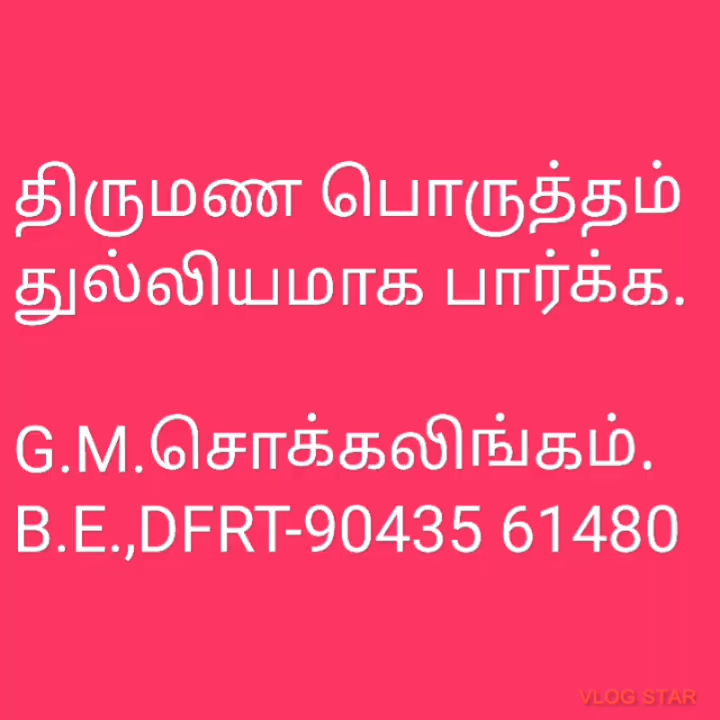 திருமண பொருத்தம்
துல்லியமாக பார்க்க.
G.M.சொக்கலிங்கம்.
B.E.,DFRT-90435 61480
VLOG STAR